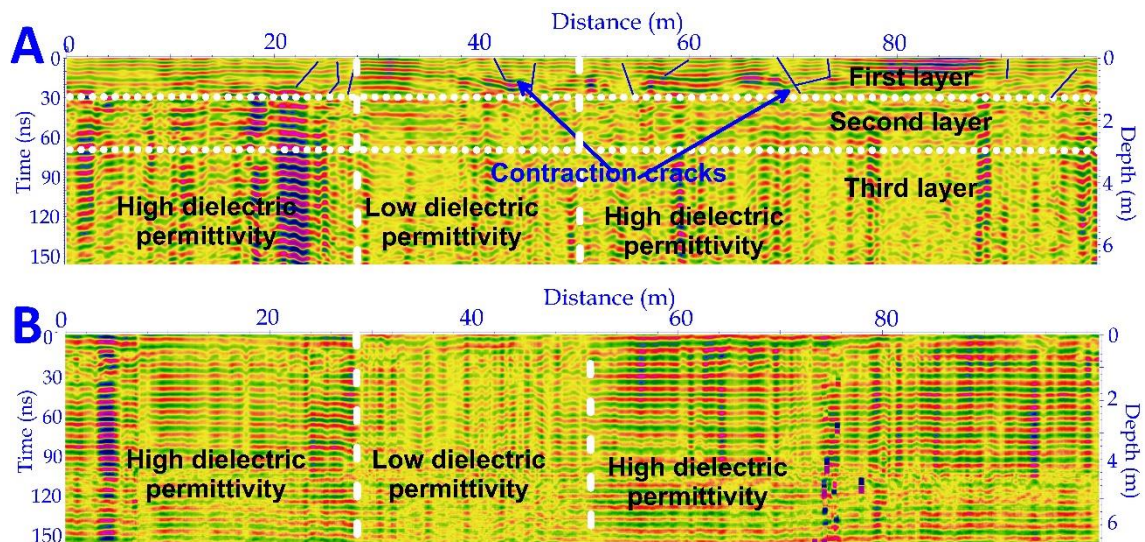 A
Distance (m)
0 20 40 60 80
0
30
60
90
120
150
Time (ns)
First layer
Second layer
Third layer
Contraction cracks
High dielectric
permittivity
Low dielectric
permittivity
High dielectric
permittivity
0
2
4
6
Depth (m)
B
Distance (m)
0 20 40 60 80
0
30
60
90
120
150
Time (ns)
High dielectric
permittivity
Low dielectric
permittivity
High dielectric
permittivity
0
2
4
6
Depth (m)